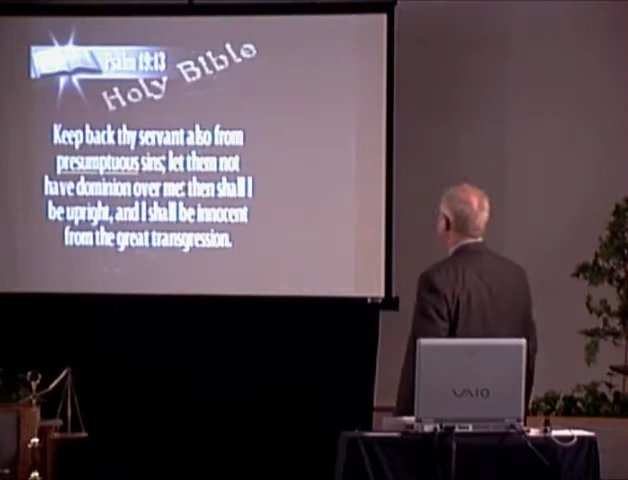 Psalm 19:13
Holy Bible
Keep back thy servant also from
presumptuous sins; let them not
have dominion over me: then shall I
be upright, and I shall be innocent
from the great transgression.
VAIO